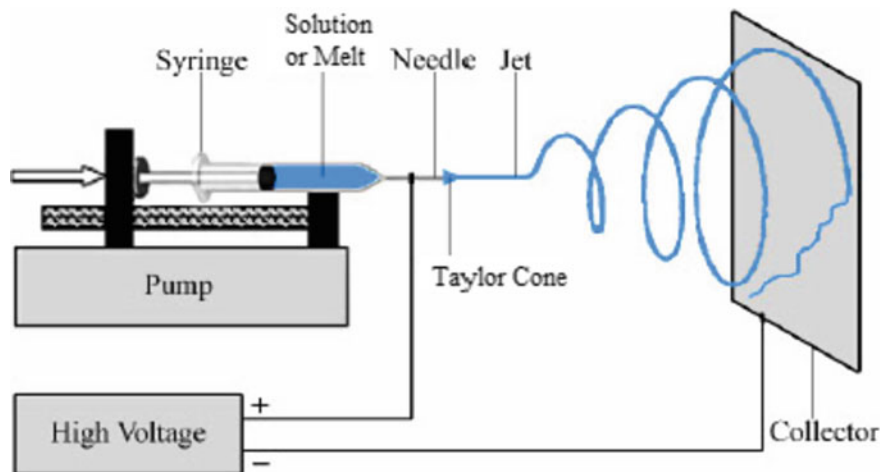 Solution
or Melt
Syringe
Needle
Jet
Taylor Cone
Pump
+
High Voltage
−
Collector